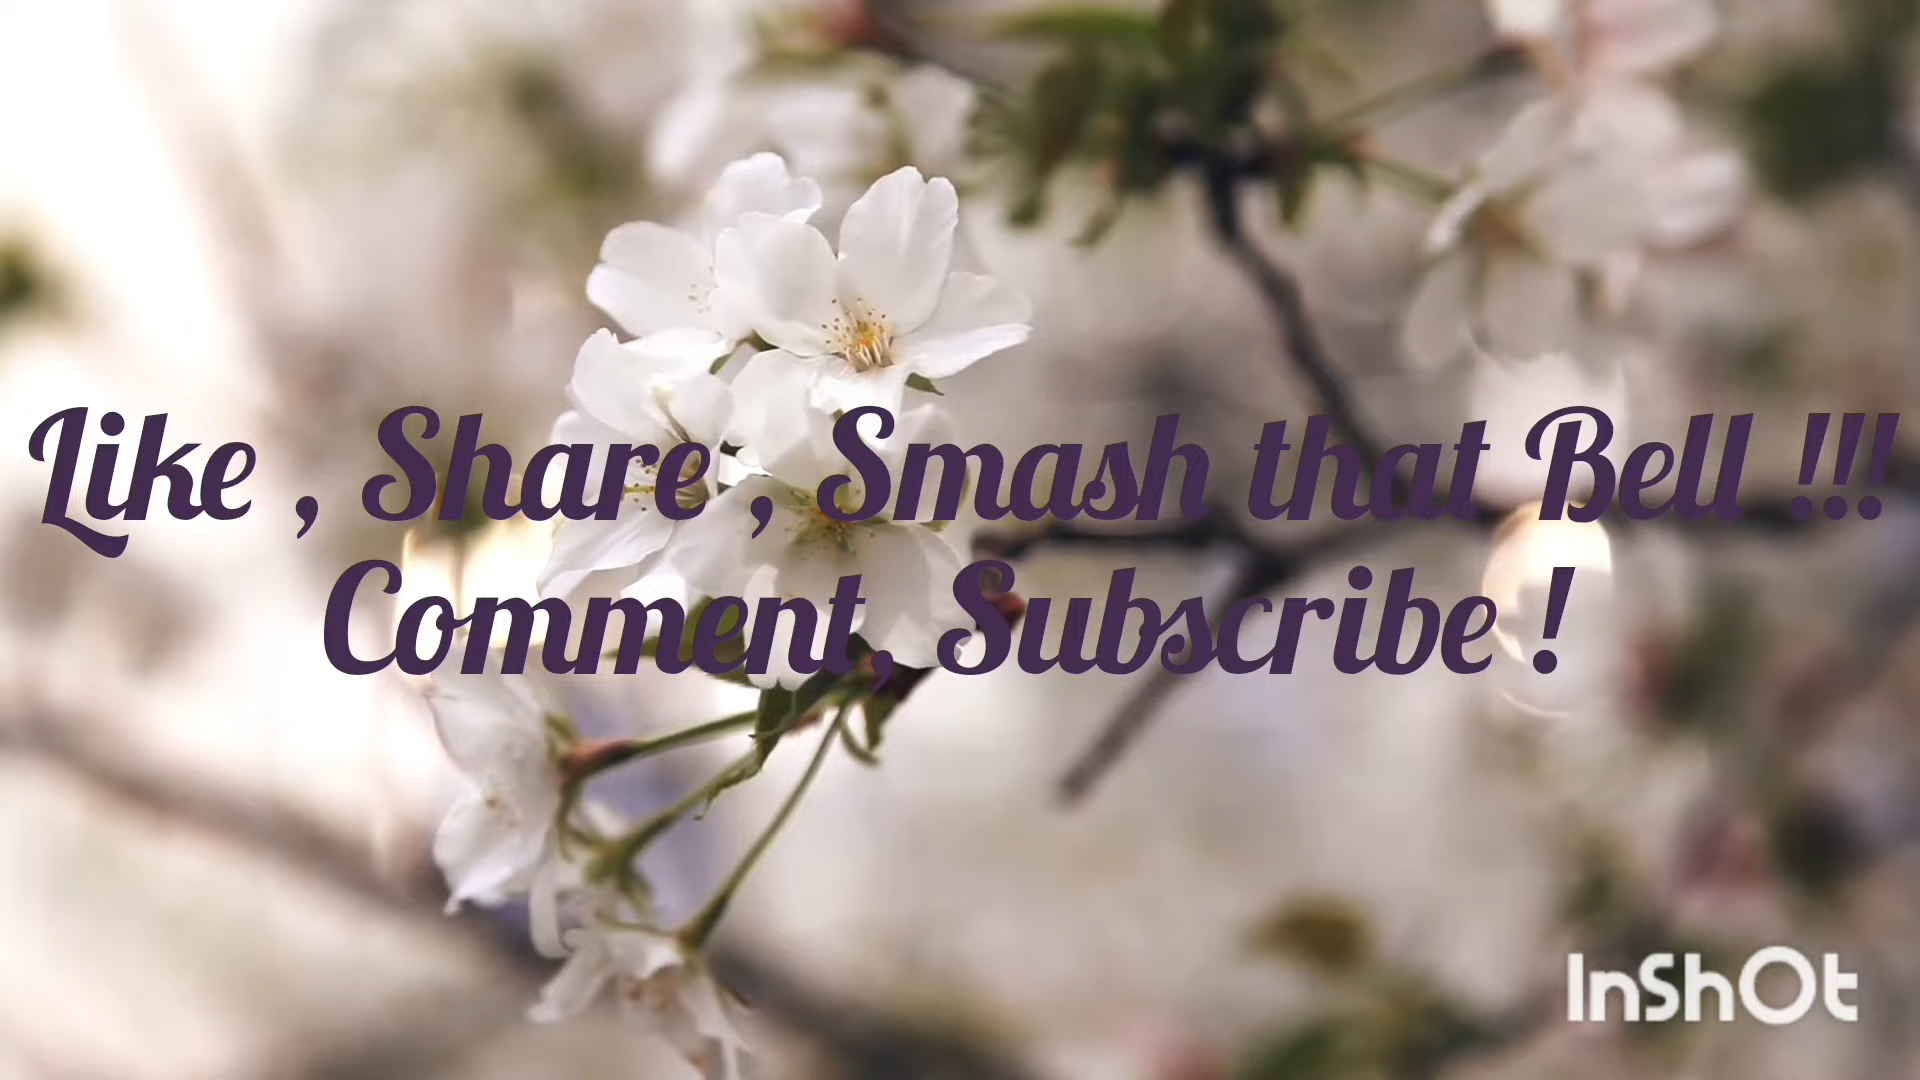 Like , Share , Smash that Bell !!!
Comment, Subscribe !
InShOt